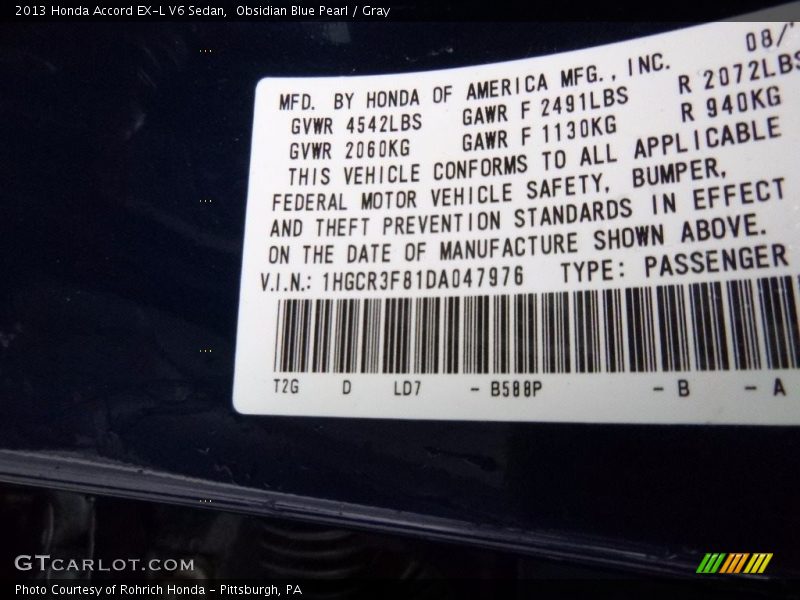 2013 Honda Accord EX-L V6 Sedan,  Obsidian Blue Pearl / Gray
08/
MFD. BY HONDA OF AMERICA MFG., INC.
GVWR 4542LBS GAWR F 2491LBS R 2072LBS
GVWR 2060KG GAWR F 1130KG R 940KG
THIS VEHICLE CONFORMS TO ALL APPLICABLE
FEDERAL MOTOR VEHICLE SAFETY, BUMPER,
AND THEFT PREVENTION STANDARDS IN EFFECT
ON THE DATE OF MANUFACTURE SHOWN ABOVE.
V.I.N.: 1HGCR3F81DA047976 TYPE: PASSENGER
T2G D LD7 - B588P - B - A
GTCARLOT.COM
Photo Courtesy of Rohrich Honda - Pittsburgh, PA